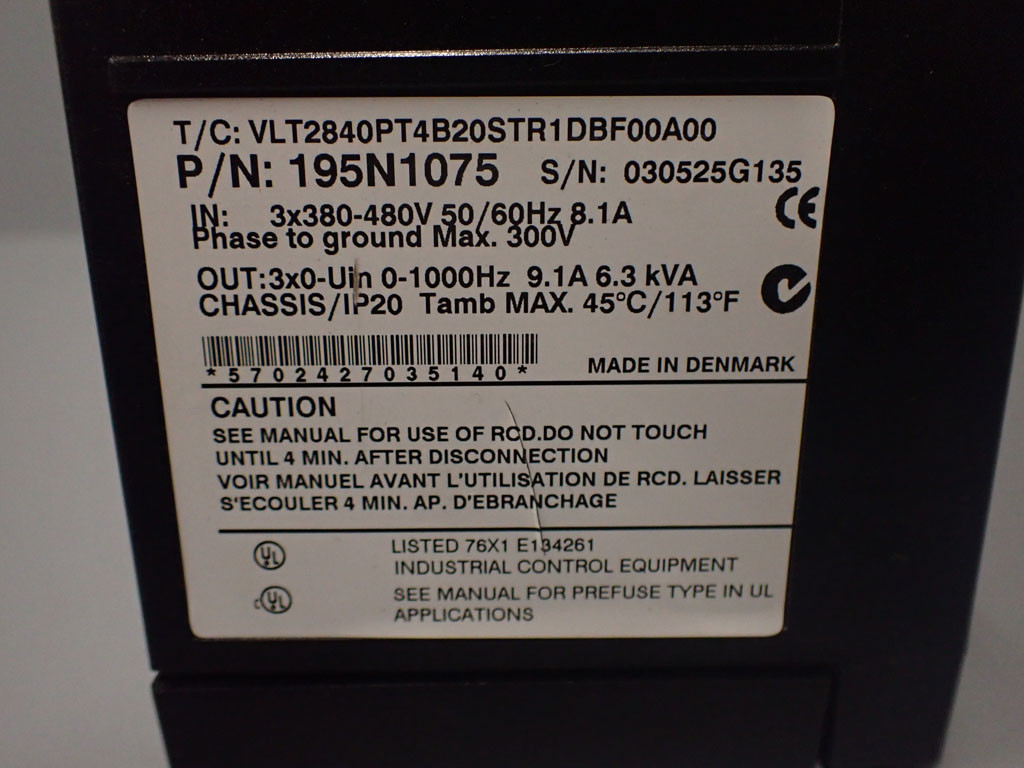 T/C: VLT2840PT4B20STR1DBF00A00
P/N: 195N1075 S/N: 030525G135
IN: 3x380-480V 50/60Hz 8.1A
Phase to ground Max. 300V
CE
OUT:3x0-Uin 0-1000Hz 9.1A 6.3 kVA
CHASSIS/IP20 Tamb MAX. 45°C/113°F
*5702427035140* MADE IN DENMARK
CAUTION
SEE MANUAL FOR USE OF RCD.DO NOT TOUCH
UNTIL 4 MIN. AFTER DISCONNECTION
VOIR MANUEL AVANT L'UTILISATION DE RCD. LAISSER
S'ECOULER 4 MIN. AP. D'EBRANCHAGE
UL LISTED 76X1 E134261
INDUSTRIAL CONTROL EQUIPMENT
c UL SEE MANUAL FOR PREFUSE TYPE IN UL
APPLICATIONS